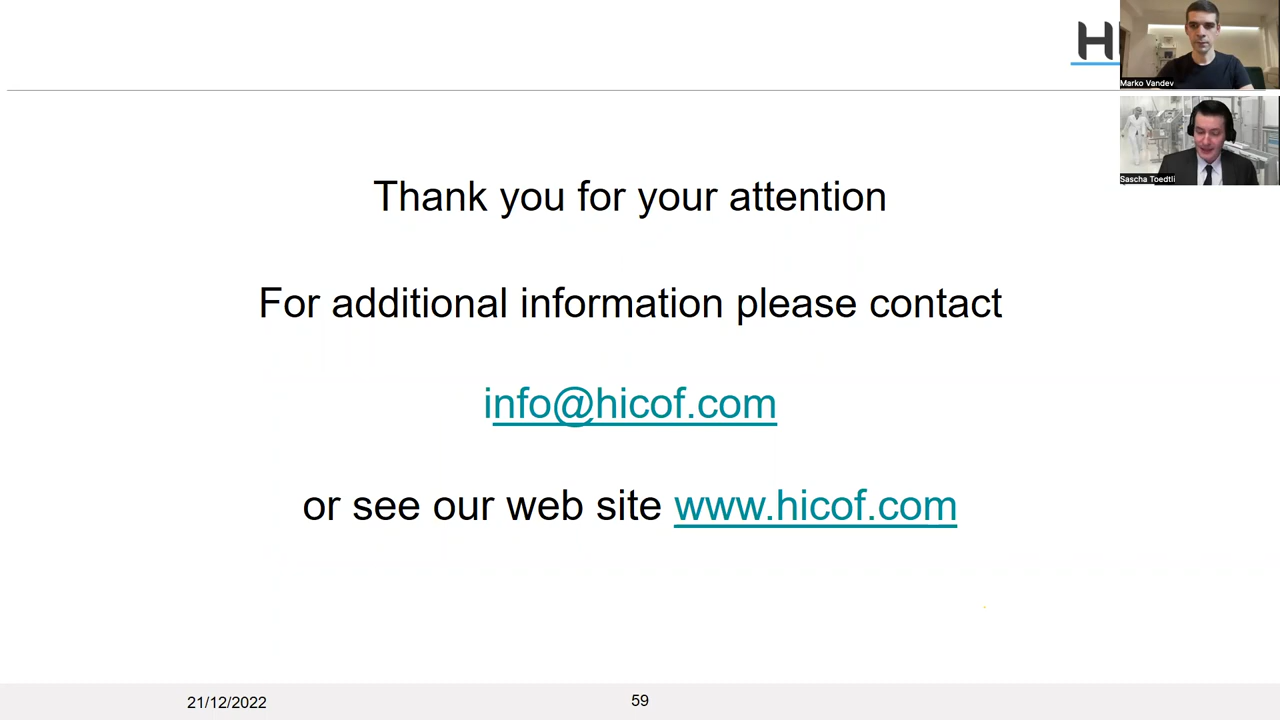 Marko Vandev
Sascha Toedtli
Thank you for your attention
For additional information please contact
info@hicof.com
or see our web site www.hicof.com
21/12/2022
59